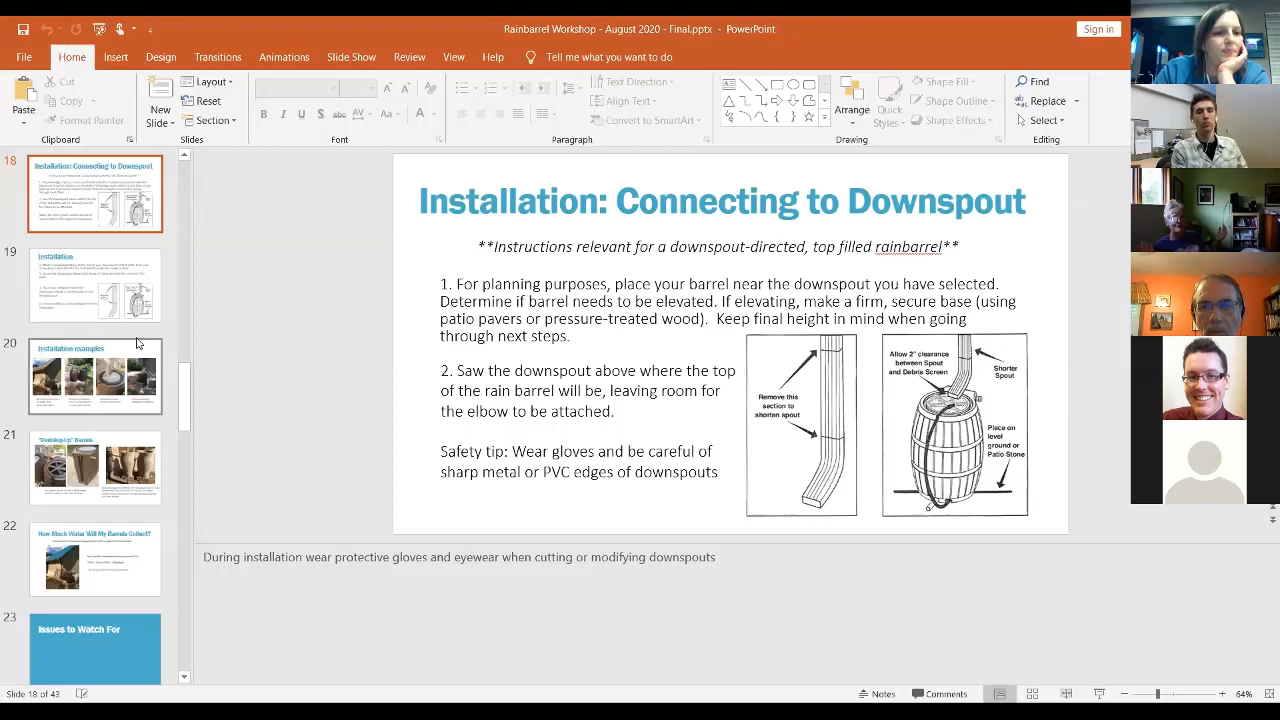 Rainbarrel Workshop - August 2020 - Final.pptx - PowerPoint
Sign in
File Home Insert Design Transitions Animations Slide Show Review View Help Tell me what you want to do
Paste
Cut
Copy
Format Painter
Clipboard
New Slide
Layout
Reset
Section
Slides
Font
Text Direction
Align Text
Convert to SmartArt
Paragraph
Arrange
Quick Styles
Shape Fill
Shape Outline
Shape Effects
Drawing
Find
Replace
Select
Editing
18
Installation: Connecting to Downspout
19
Installation
20
Installation examples
21
"Doubling-Up" Barrels
22
How Much Water Will My Barrels Collect?
23
Issues to Watch For
Installation: Connecting to Downspout
**Instructions relevant for a downspout-directed, top filled rainbarrel**
1. For planning purposes, place your barrel near the downspout you have selected.
Determine if barrel needs to be elevated. If elevating, make a firm, secure base (using
patio pavers or pressure-treated wood). Keep final height in mind when going
through next steps.
2. Saw the downspout above where the top
of the rain barrel will be, leaving room for
the elbow to be attached.
Safety tip: Wear gloves and be careful of
sharp metal or PVC edges of downspouts
Remove this
section to
shorten spout
Allow 2" clearance
between Spout
and Debris Screen
Shorter
Spout
Place on
level
ground or
Patio Stone
During installation wear protective gloves and eyewear when cutting or modifying downspouts
Slide 18 of 43
Notes
Comments
64%